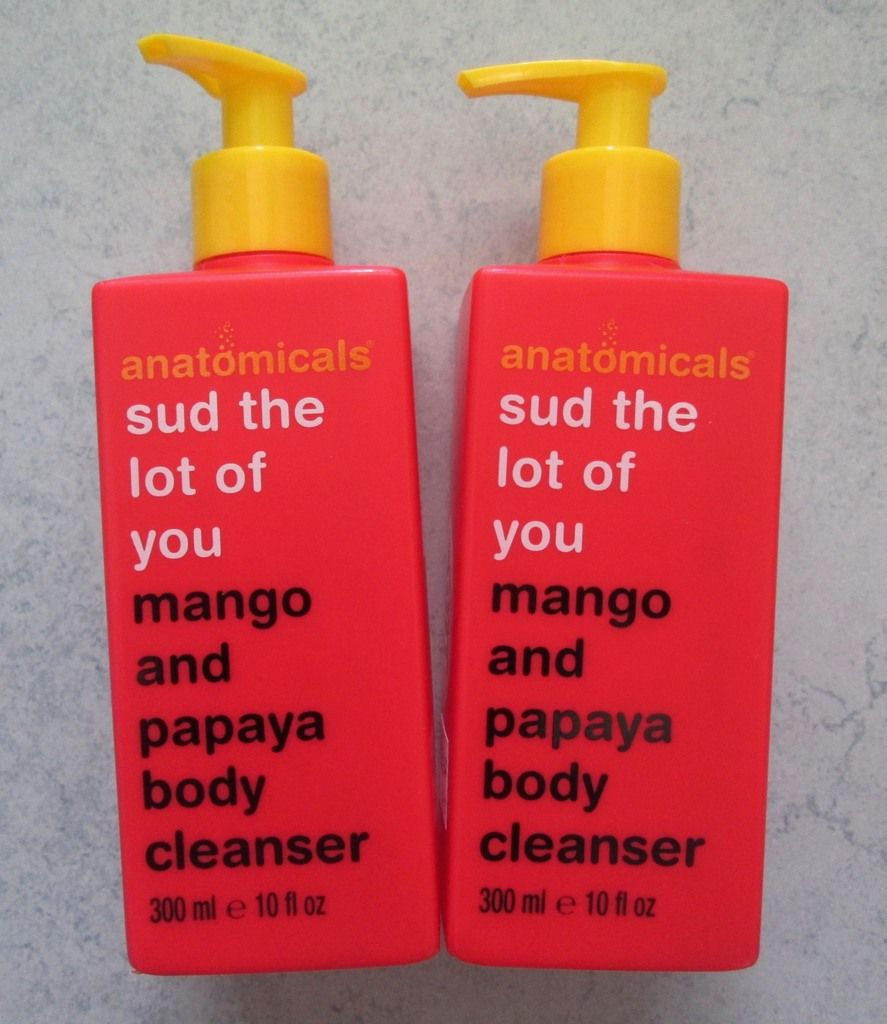 anatomicals®
sud the
lot of
you
mango
and
papaya
body
cleanser
300 ml ℮ 10 fl oz
anatomicals®
sud the
lot of
you
mango
and
papaya
body
cleanser
300 ml ℮ 10 fl oz